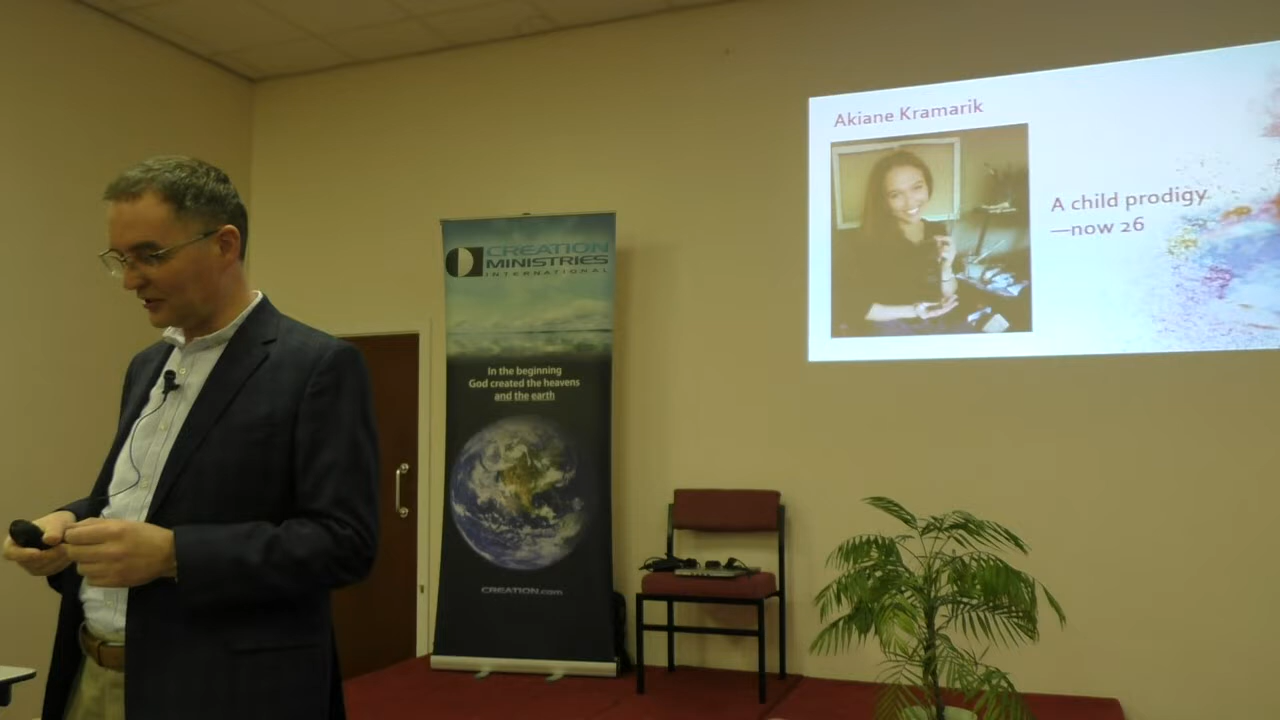 CREATION
MINISTRIES
INTERNATIONAL
In the beginning
God created the heavens
and the earth
CREATION.com
Akiane Kramarik
A child prodigy
—now 26